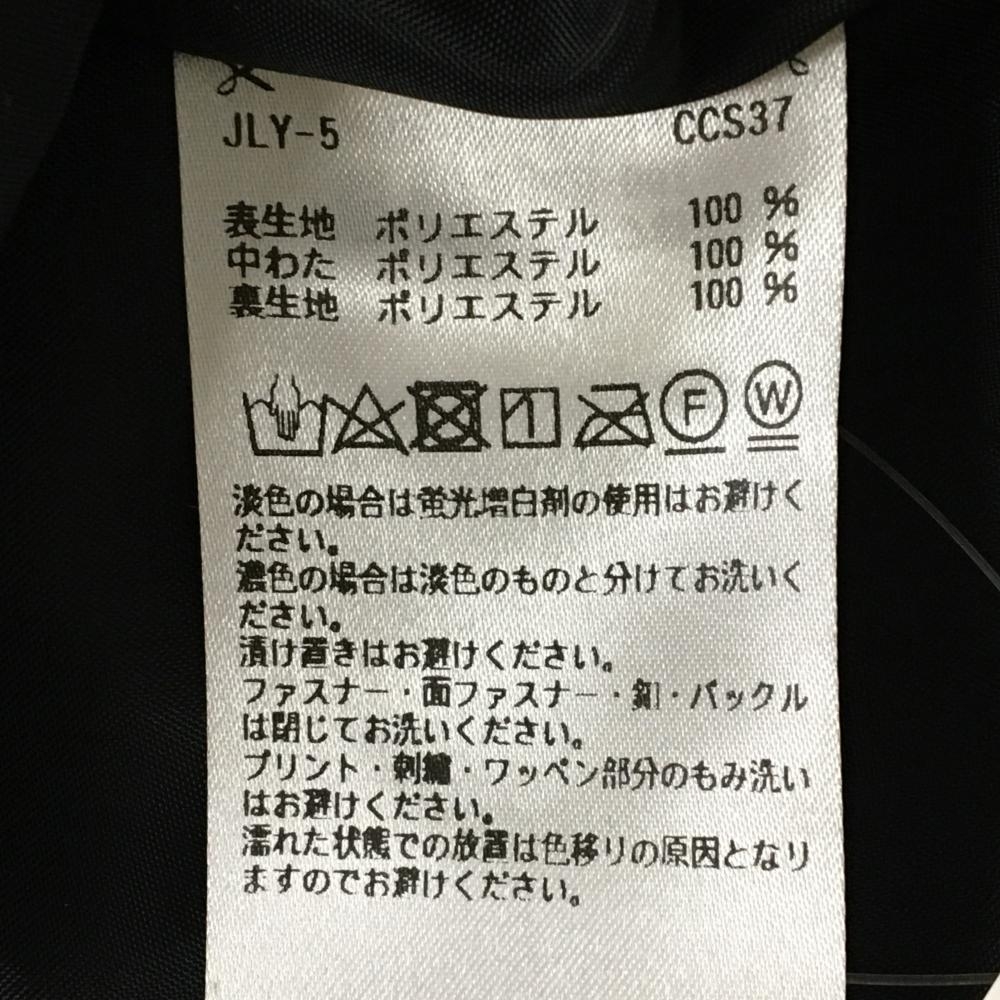 JLY-5 CCS37
表生地 ポリエステル 100 %
中わた ポリエステル 100 %
裏生地 ポリエステル 100 %
F W
淡色の場合は蛍光増白剤の使用はお避けく
ださい。
濃色の場合は淡色のものと分けてお洗いく
ださい。
漬け置きはお避けください。
ファスナー・面ファスナー・釦・バックル
は閉じてお洗いください。
プリント・刺繍・ワッペン部分のもみ洗い
はお避けください。
濡れた状態での放置は色移りの原因となり
ますのでお避けください。